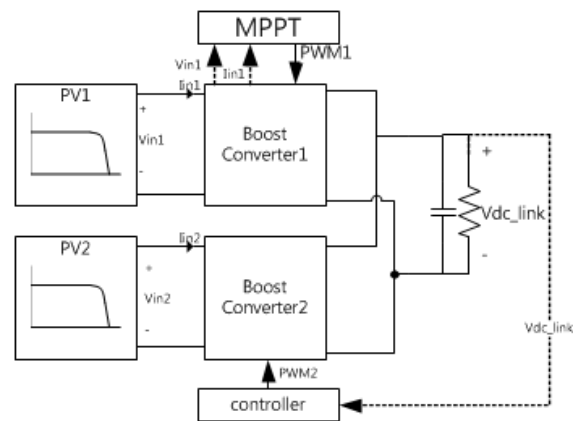 MPPT
Vin1
Iin1
PWM1
PV1
Iin1
+
Vin1
-
Boost
Converter1
+
Vdc_link
-
PV2
Iin2
+
Vin2
-
Boost
Converter2
Vdc_link
PWM2
controller